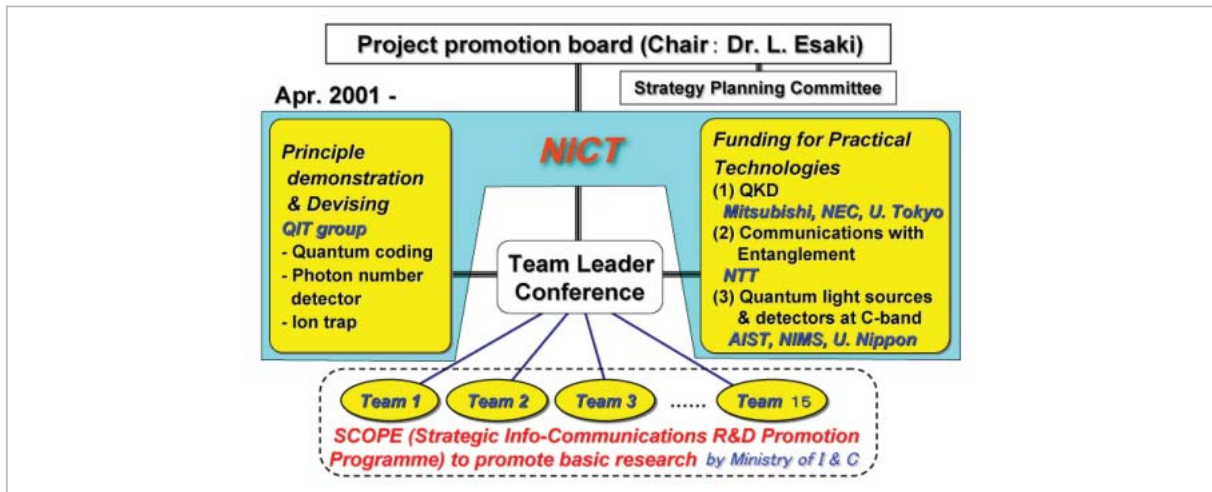 Project promotion board (Chair: Dr. L. Esaki)
Strategy Planning Committee
Apr. 2001 -
NICT
Principle
demonstration
& Devising
QIT group
- Quantum coding
- Photon number
detector
- Ion trap
Team Leader
Conference
Funding for Practical
Technologies
(1) QKD
Mitsubishi, NEC, U. Tokyo
(2) Communications with
Entanglement
NTT
(3) Quantum light sources
& detectors at C-band
AIST, NIMS, U. Nippon
Team 1 Team 2 Team 3 ...... Team 15
SCOPE (Strategic Info-Communications R&D Promotion
Programme) to promote basic research by Ministry of I & C